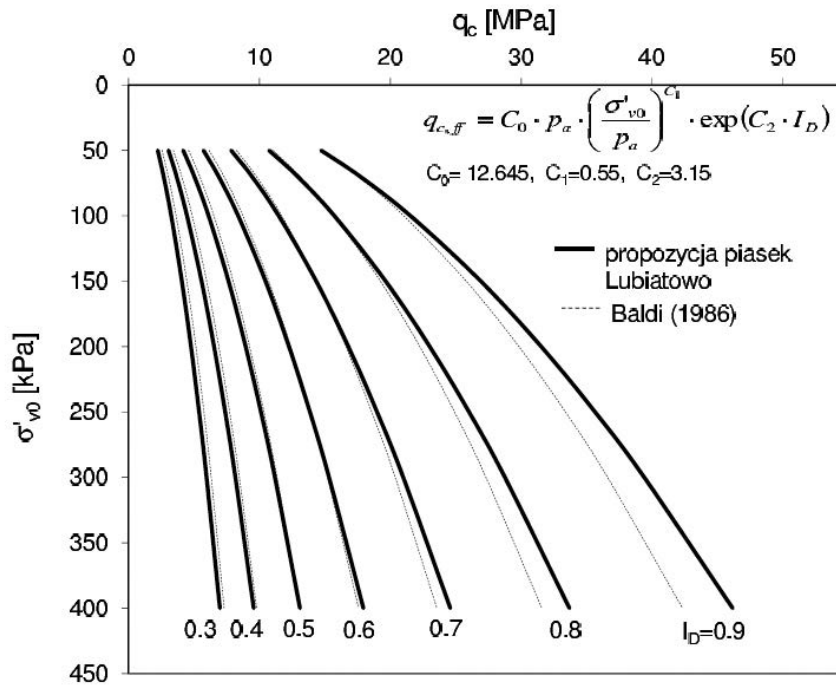 q_c [MPa]
0 10 20 30 40 50
0
50
100
150
200
250
300
350
400
450
σ'_v0 [kPa]
q_{c,ff} = C_0 · p_a · (σ'_{v0} / p_a)^{C_1} · exp(C_2 · I_D)
C_0= 12.645, C_1=0.55, C_2=3.15
propozycja piasek
Lubiatowo
Baldi (1986)
0.3 0.4 0.5 0.6 0.7 0.8 I_D=0.9